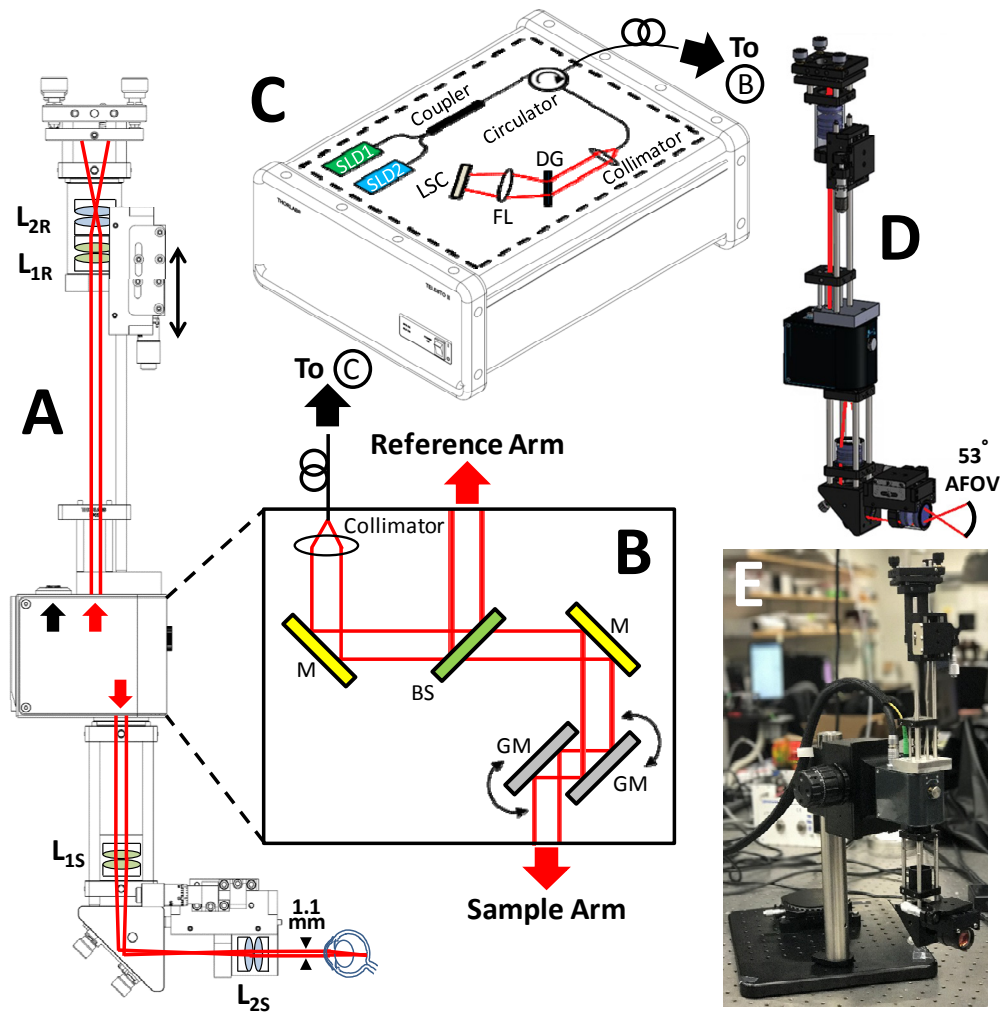 A
L2R
L1R
L1S
1.1
mm
L2S
C
To
B
Coupler
Circulator
SLD1
SLD2
LSC
FL
DG
Collimator
THORLABS
To C
Reference Arm
Collimator
B
M
BS
M
GM
GM
Sample Arm
D
53°
AFOV
E